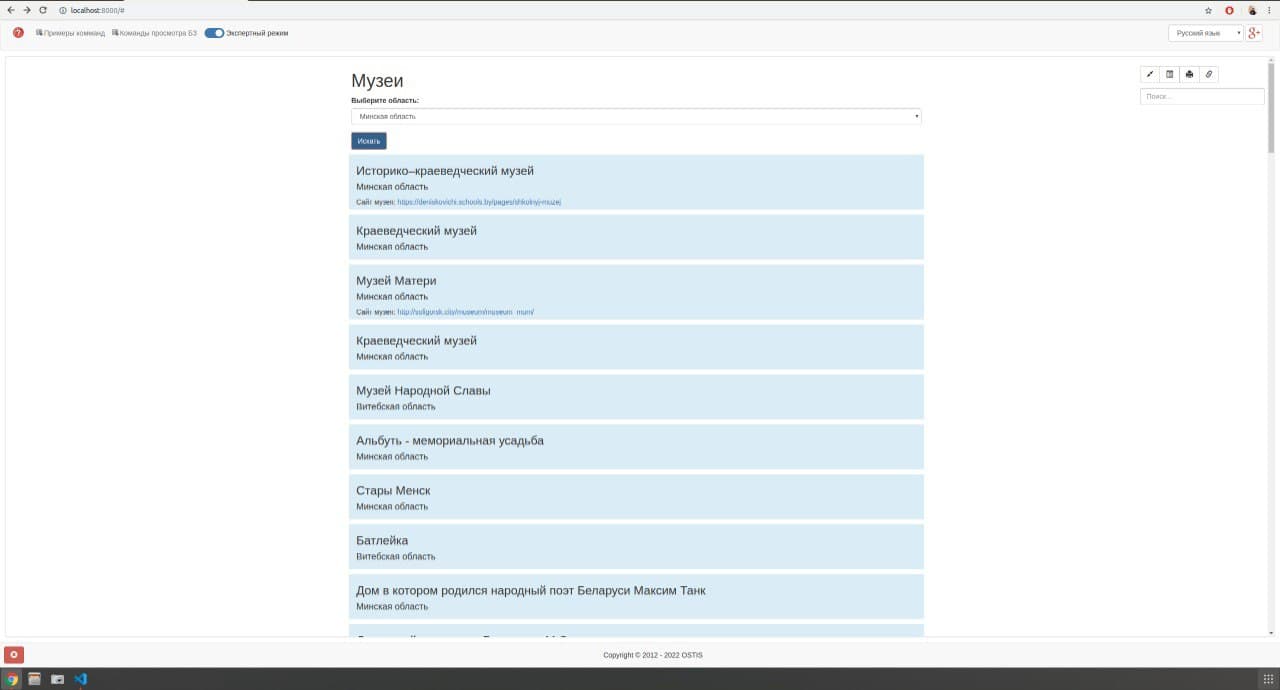 localhost:8000/#
Примеры комманд Команды просмотра БЗ Экспертный режим Русский язык
Музеи
Выберите область:
Поиск...
Минская область
Искать
Историко–краеведческий музей
Минская область
Сайт музея: https://deniskovichi.schools.by/pages/shkolnyj-muzej
Краеведческий музей
Минская область
Музей Матери
Минская область
Сайт музея: http://soligorsk.city/museum/museum_mum/
Краеведческий музей
Минская область
Музей Народной Славы
Витебская область
Альбуть - мемориальная усадьба
Минская область
Стары Менск
Минская область
Батлейка
Витебская область
Дом в котором родился народный поэт Беларуси Максим Танк
Минская область
Copyright © 2012 - 2022 OSTIS